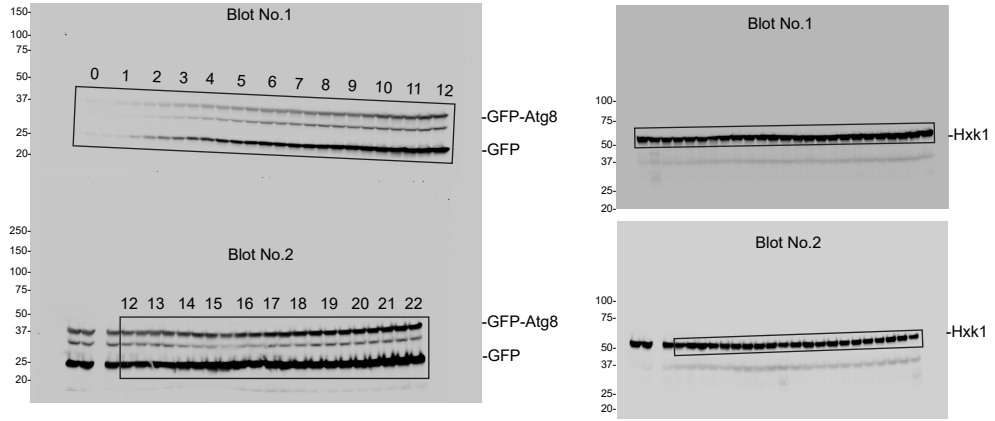 Blot No.1
150-
100-
75-
50-
37-
25-
20-
0 1 2 3 4 5 6 7 8 9 10 11 12
-GFP-Atg8
-GFP
Blot No.2
250-
150-
100-
75-
50-
37-
25-
20-
12 13 14 15 16 17 18 19 20 21 22
-GFP-Atg8
-GFP
Blot No.1
100-
75-
50-
37-
25-
20-
-Hxk1
Blot No.2
100-
75-
50-
37-
25-
20-
-Hxk1